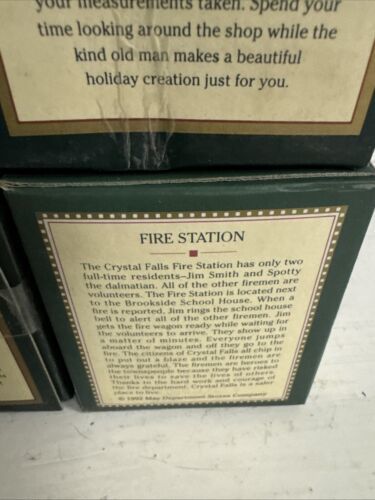 your measurements taken. Spend your
time looking around the shop while the
kind old man makes a beautiful
holiday creation just for you.
FIRE STATION
The Crystal Falls Fire Station has only two
full-time residents-Jim Smith and Spotty
the dalmatian. All of the other firemen are
volunteers. The Fire Station is located next
to the Brookside School House. When a
fire is reported, Jim rings the school house
bell to alert all of the other firemen. Jim
gets the fire wagon ready while waiting for
the volunteers to arrive. They show up in
a matter of minutes. Everyone jumps
aboard the wagon and off they go to the
fire. The citizens of Crystal Falls all chip in
to put out a blaze and the firemen are
always grateful. The firemen are heroes to
the townspeople because they have risked
their lives to save the lives of others.
Thanks to the hard work and courage of
the fire department, Crystal Falls is a safer
place to live.
© 1992 May Department Stores Company